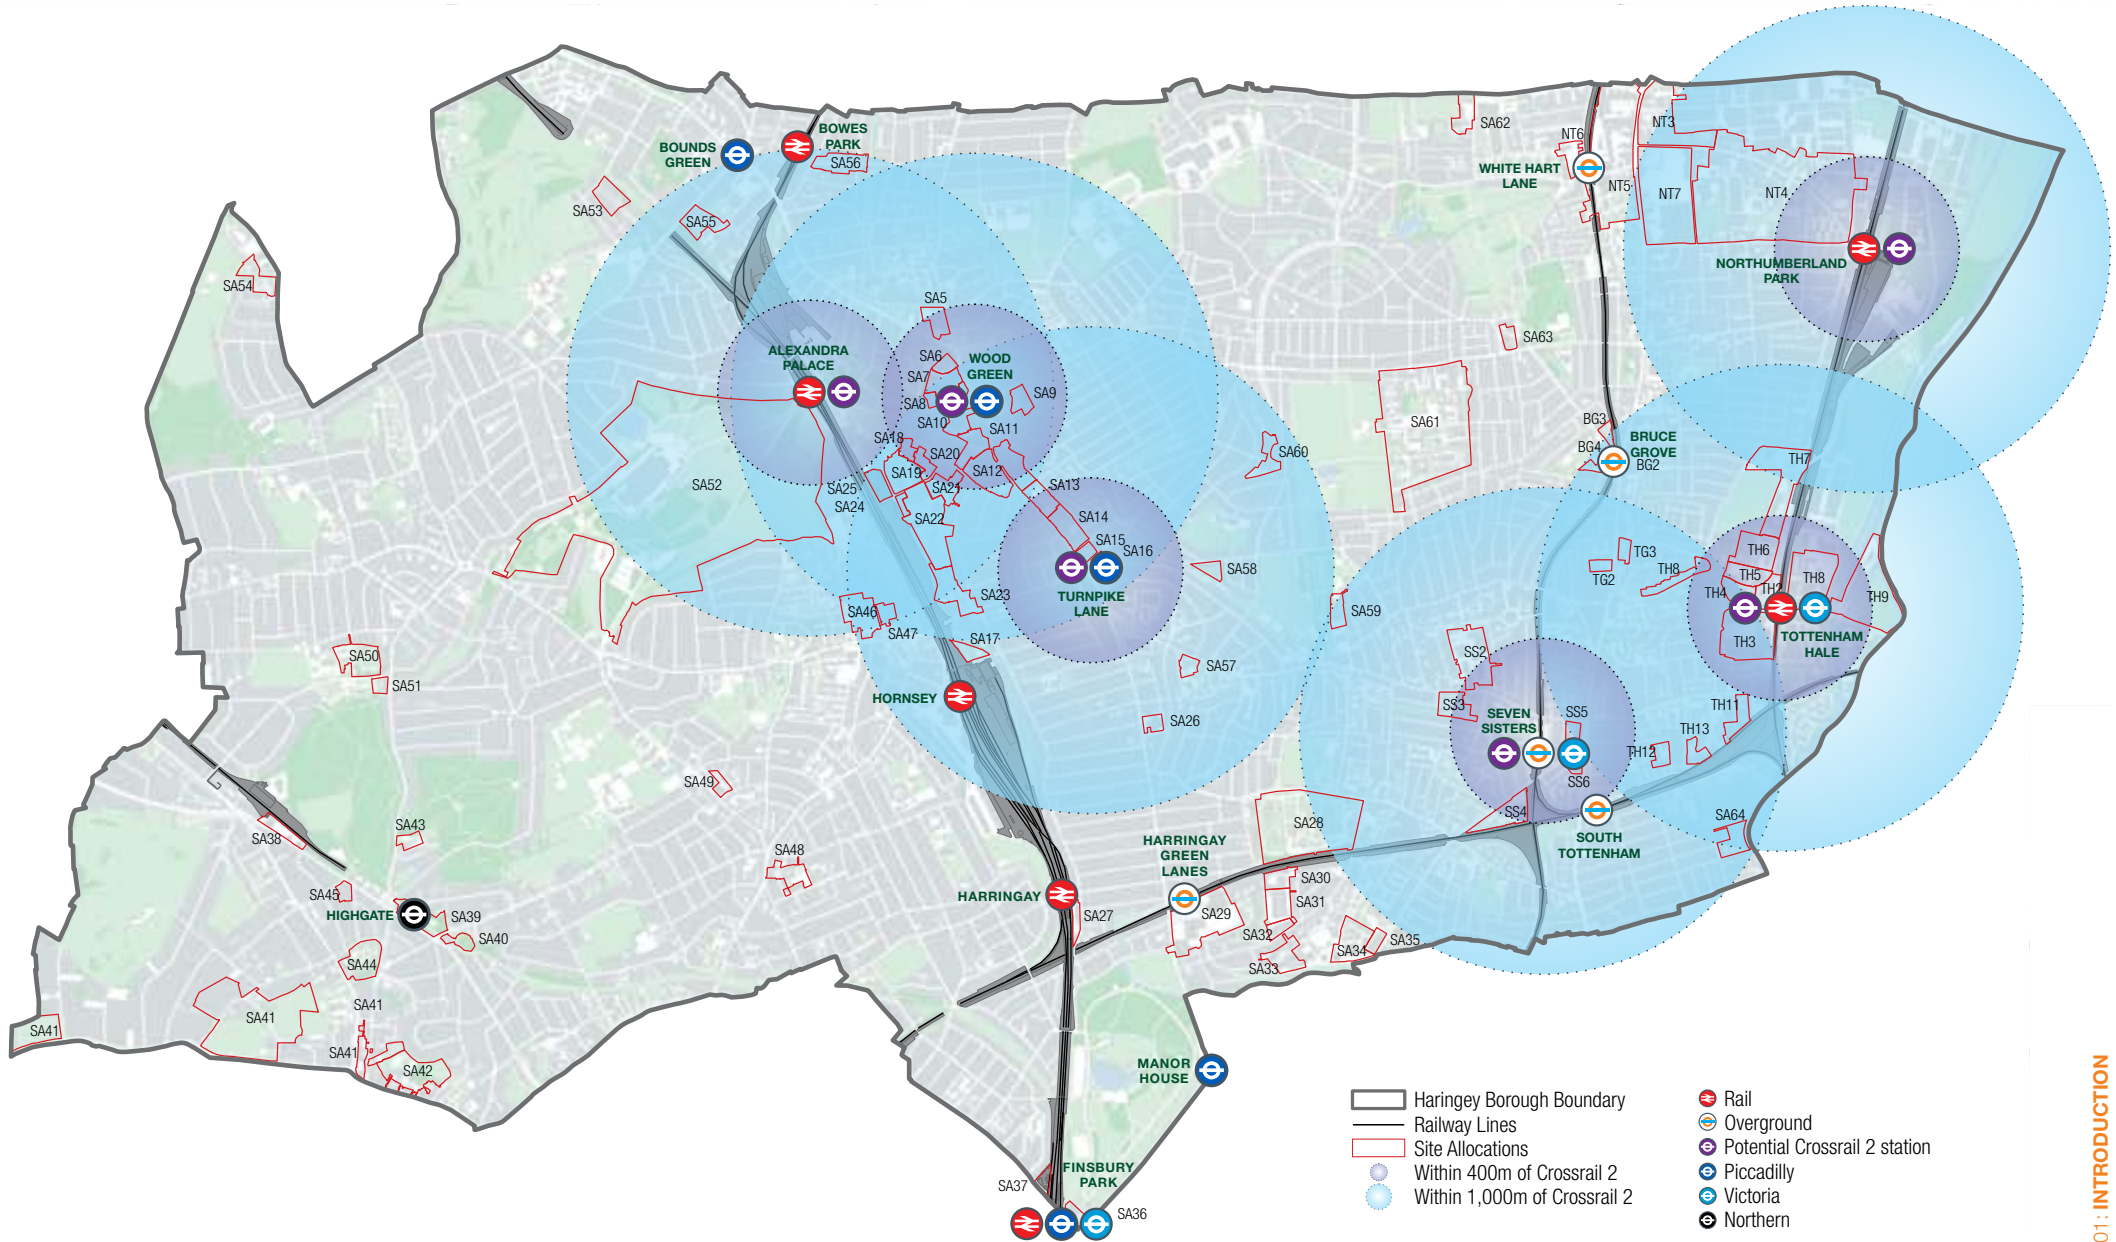 BOWES
PARK
BOUNDS
GREEN
SA56
SA53
SA55
SA54
SA62
NT6
NT3
WHITE HART
LANE
NT5
NT7
NT4
NORTHUMBERLAND
PARK
SA5
SA6
SA7
SA8
SA10
WOOD
GREEN
SA9
SA11
ALEXANDRA
PALACE
SA63
SA61
BG3
BG4
BRUCE
GROVE
BG2
SA18
SA19
SA20
SA21
SA12
SA60
SA52
SA25
SA24
SA22
SA13
SA14
SA15
SA16
TH7
TG3
TG2
TH8
TH6
TH5
TH2
TH8
TH4
TH9
TH3
TOTTENHAM
HALE
SA58
TURNPIKE
LANE
SA23
SA59
SA46
SA47
SA17
SA50
SA51
SA57
SS2
SS3
SEVEN
SISTERS
SS5
SS6
SS4
TH11
TH13
TH12
HORNSEY
SA26
SA49
SA38
SA43
SA48
SA28
SOUTH
TOTTENHAM
SA64
HARRINGAY
GREEN
LANES
SA45
HIGHGATE
SA39
SA40
HARRINGAY
SA27
SA29
SA30
SA31
SA32
SA33
SA34
SA35
SA44
SA41
SA41
SA41
SA41
SA42
MANOR
HOUSE
FINSBURY
PARK
SA37
SA36
Haringey Borough Boundary
Railway Lines
Site Allocations
Within 400m of Crossrail 2
Within 1,000m of Crossrail 2
Rail
Overground
Potential Crossrail 2 station
Piccadilly
Victoria
Northern
01: INTRODUCTION